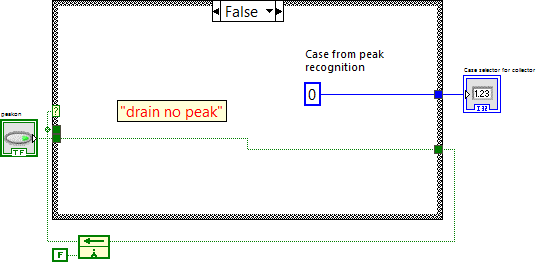 False
Case from peak
recognition
Case selector for collector
0
1.23
I32
"drain no peak"
?
peakon
TF
F